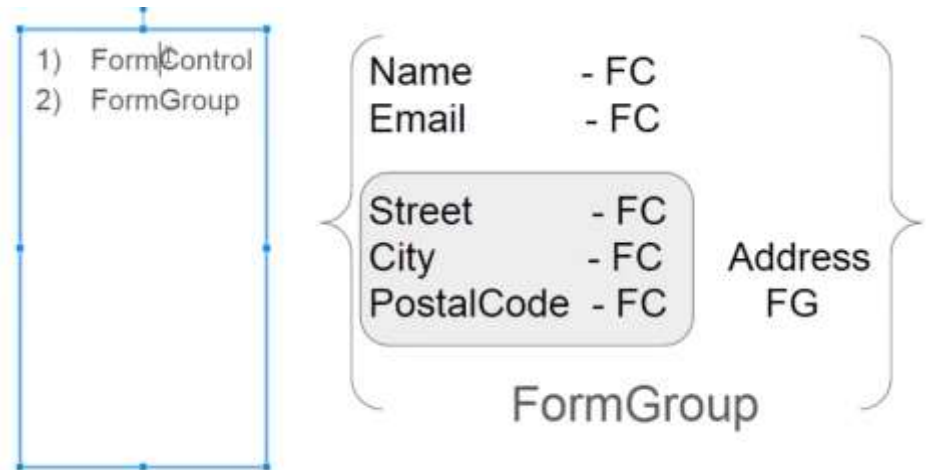 1) FormControl
2) FormGroup
Name - FC
Email - FC
Street - FC
City - FC
PostalCode - FC
Address
FG
FormGroup